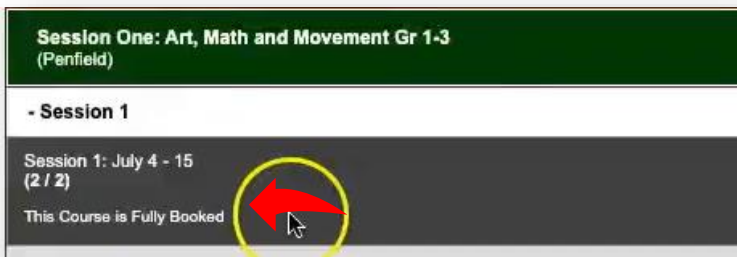 Session One: Art, Math and Movement Gr 1-3
(Penfield)
- Session 1
Session 1: July 4 - 15
(2 / 2)
This Course is Fully Booked